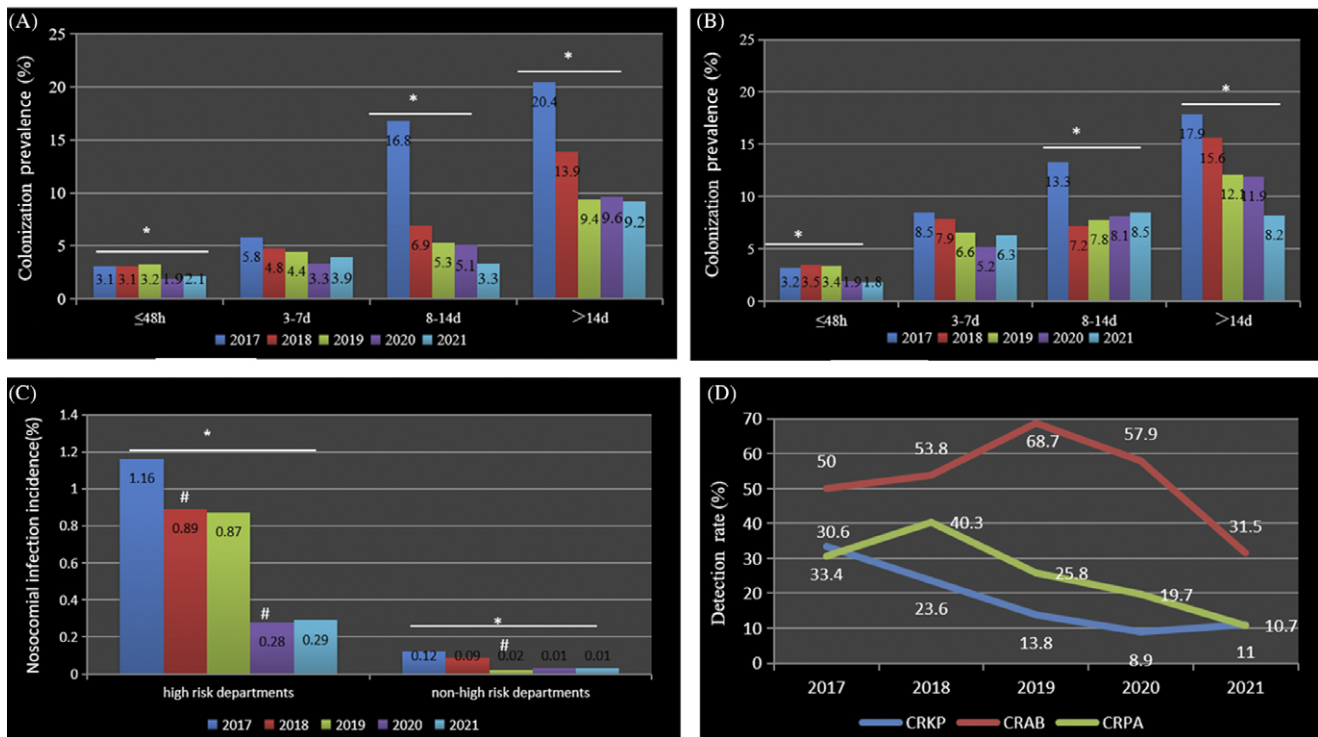 (A)
Colonization prevalence (%)
25
20
15
10
5
0
*
*
*
3.1 3.1 3.2 1.9 2.1
5.8 4.8 4.4 3.3 3.9
16.8 6.9 5.3 5.1 3.3
20.4 13.9 9.4 9.6 9.2
≤48h 3-7d 8-14d >14d
2017 2018 2019 2020 2021
(B)
Colonization prevalence (%)
25
20
15
10
5
0
*
*
*
3.2 3.5 3.4 1.9 1.8
8.5 7.9 6.6 5.2 6.3
13.3 7.2 7.8 8.1 8.5
17.9 15.6 12.1 11.9 8.2
≤48h 3-7d 8-14d >14d
2017 2018 2019 2020 2021
(C)
Nosocomial infection incidence(%)
1.4
1.2
1
0.8
0.6
0.4
0.2
0
*
#
#
1.16 0.89 0.87 0.28 0.29
*
#
0.12 0.09 0.02 0.01 0.01
high risk departments non-high risk departments
2017 2018 2019 2020 2021
(D)
Detection rate (%)
70
60
50
40
30
20
10
0
50 53.8 68.7 57.9 31.5
30.6 40.3 25.8 19.7 10.7
33.4 23.6 13.8 8.9 11
2017 2018 2019 2020 2021
CRKP CRAB CRPA